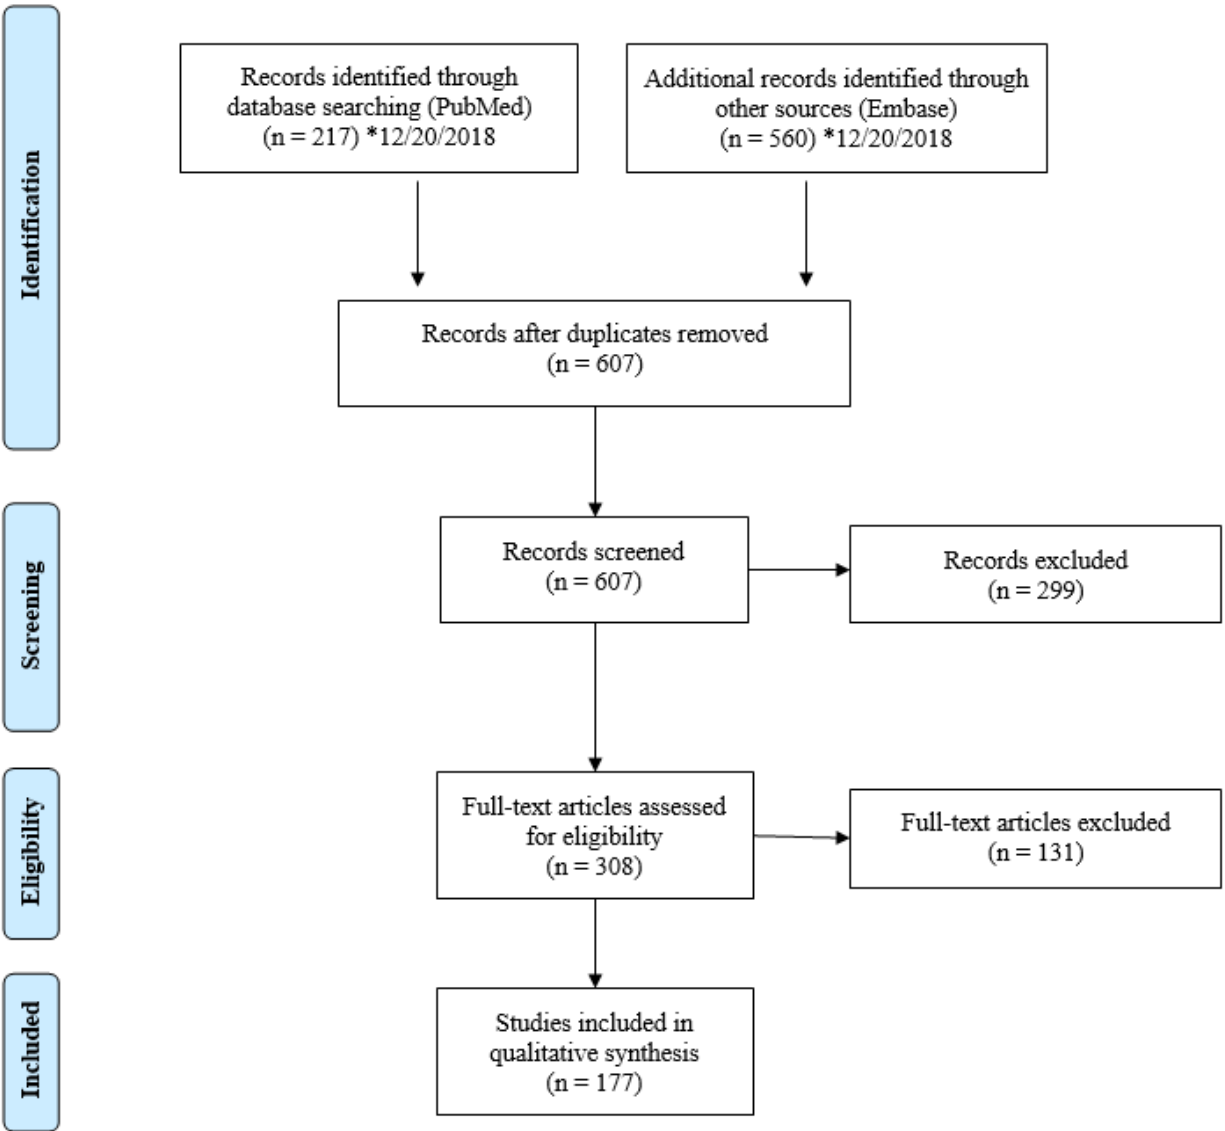 Identification
Records identified through
database searching (PubMed)
(n = 217) *12/20/2018
Additional records identified through
other sources (Embase)
(n = 560) *12/20/2018
Records after duplicates removed
(n = 607)
Screening
Records screened
(n = 607)
Records excluded
(n = 299)
Eligibility
Full-text articles assessed
for eligibility
(n = 308)
Full-text articles excluded
(n = 131)
Included
Studies included in
qualitative synthesis
(n = 177)